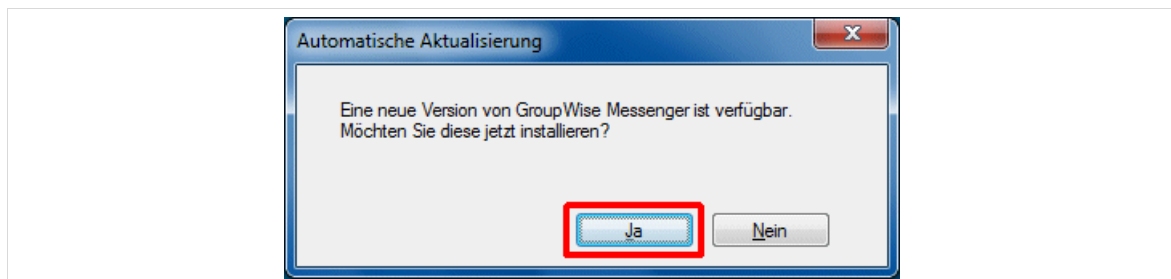 Automatische Aktualisierung
Eine neue Version von GroupWise Messenger ist verfügbar.
Möchten Sie diese jetzt installieren?
Ja Nein